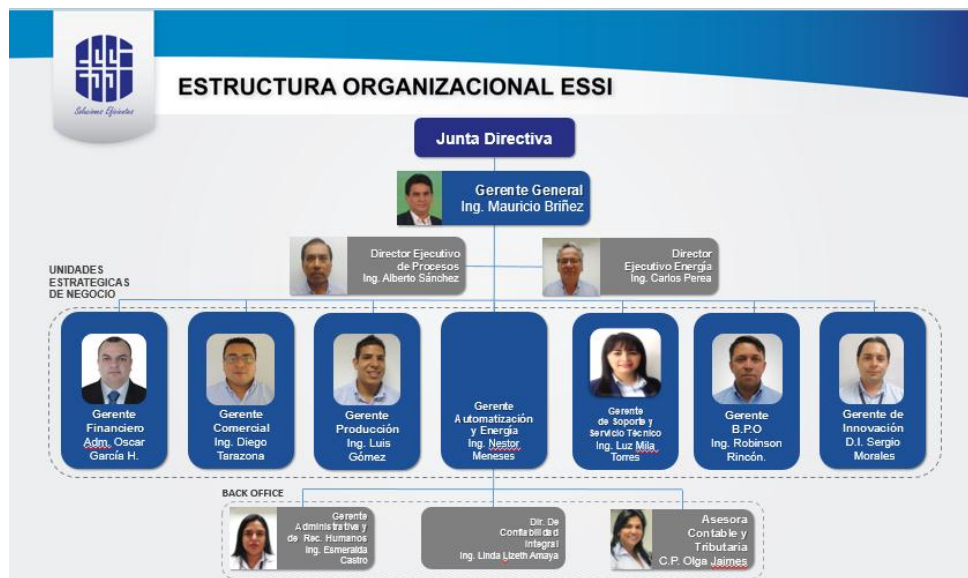 ESSI
Soluciones Eficientes
ESTRUCTURA ORGANIZACIONAL ESSI
Junta Directiva
Gerente General
Ing. Mauricio Briñez
Director Ejecutivo
de Procesos
Ing. Alberto Sánchez
Director
Ejecutivo Energía
Ing. Carlos Perea
UNIDADES
ESTRATEGICAS
DE NEGOCIO
Gerente
Financiero
Adm. Oscar
García H.
Gerente
Comercial
Ing. Diego
Tarazona
Gerente
Producción
Ing. Luis
Gómez
Gerente
Automatización
y Energía
Ing. Nestor
Meneses
Gerente
de Soporte y
Servicio Técnico
Ing. Luz Mila
Torres
Gerente
B.P.O
Ing. Robinson
Rincón.
Gerente de
Innovación
D.I. Sergio
Morales
BACK OFFICE
Gerente
Administrativa y
de Rec. Humanos
Ing. Esmeralda
Castro
Dir. De
Confiabilidad
Integral
Ing. Linda Lizeth Amaya
Asesora
Contable y
Tributaria
C.P. Olga Jaimes